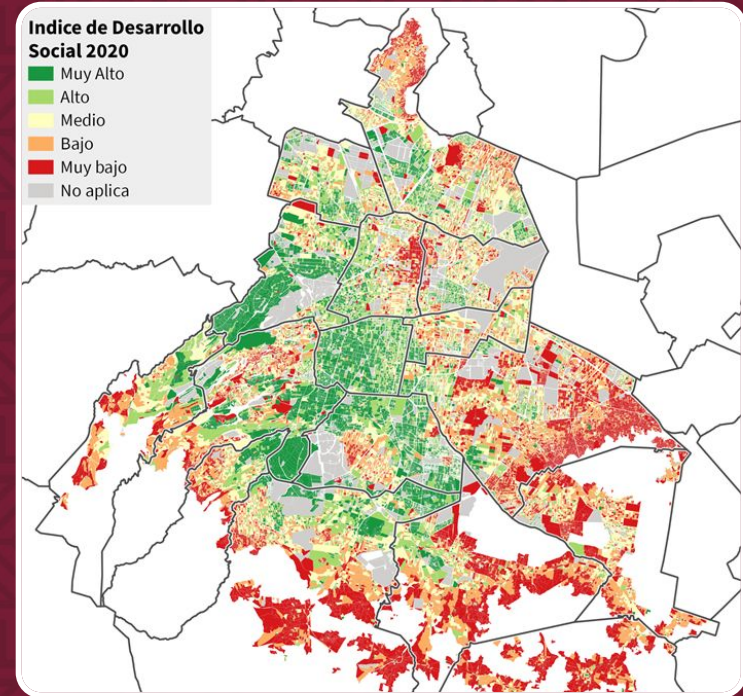 Indice de Desarrollo
Social 2020
Muy Alto
Alto
Medio
Bajo
Muy bajo
No aplica